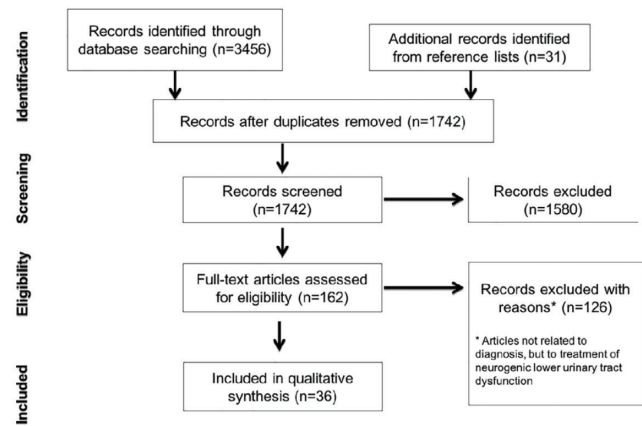 Identification
Records identified through
database searching (n=3456)
Additional records identified
from reference lists (n=31)
Records after duplicates removed (n=1742)
Screening
Records screened
(n=1742)
Records excluded
(n=1580)
Eligibility
Full-text articles assessed
for eligibility (n=162)
Records excluded with
reasons* (n=126)
* Articles not related to
diagnosis, but to treatment of
neurogenic lower urinary tract
dysfunction
Included
Included in qualitative
synthesis (n=36)